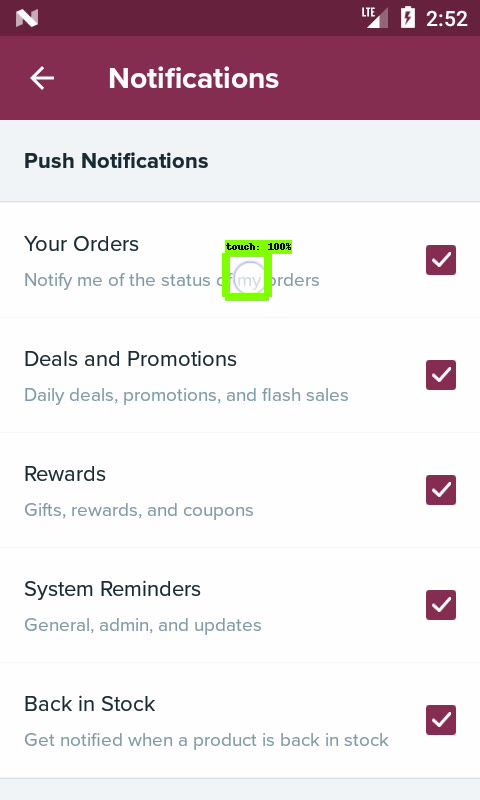 LTE 2:52
Notifications
Push Notifications
Your Orders
touch: 100%
Notify me of the status of my orders
Deals and Promotions
Daily deals, promotions, and flash sales
Rewards
Gifts, rewards, and coupons
System Reminders
General, admin, and updates
Back in Stock
Get notified when a product is back in stock